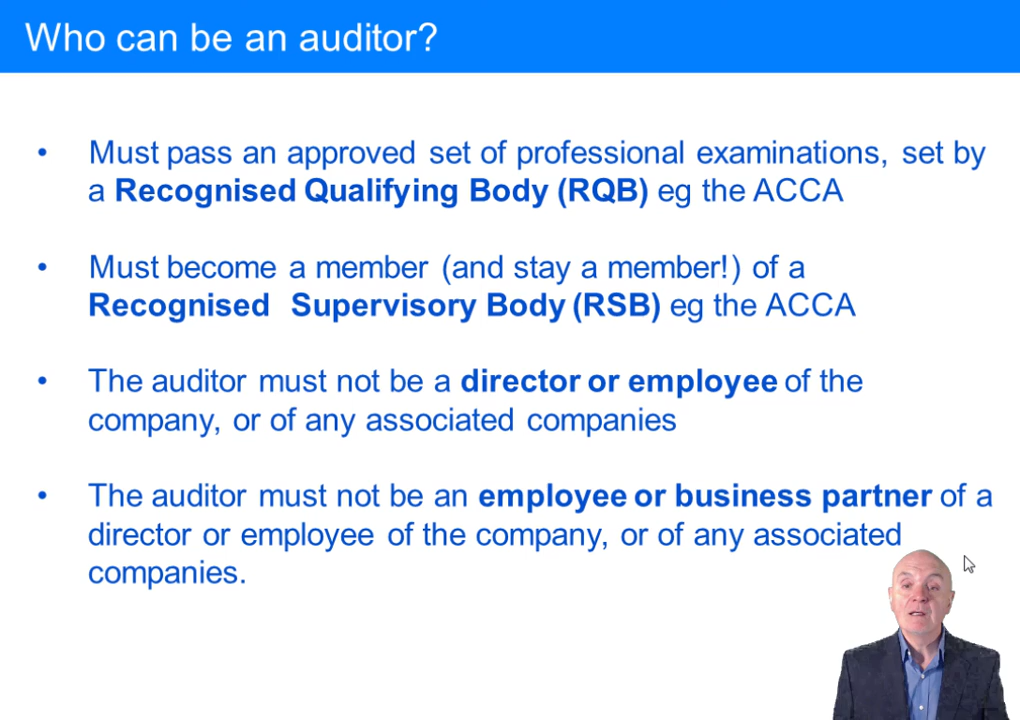 Who can be an auditor?
• Must pass an approved set of professional examinations, set by
a Recognised Qualifying Body (RQB) eg the ACCA
• Must become a member (and stay a member!) of a
Recognised Supervisory Body (RSB) eg the ACCA
• The auditor must not be a director or employee of the
company, or of any associated companies
• The auditor must not be an employee or business partner of a
director or employee of the company, or of any associated
companies.